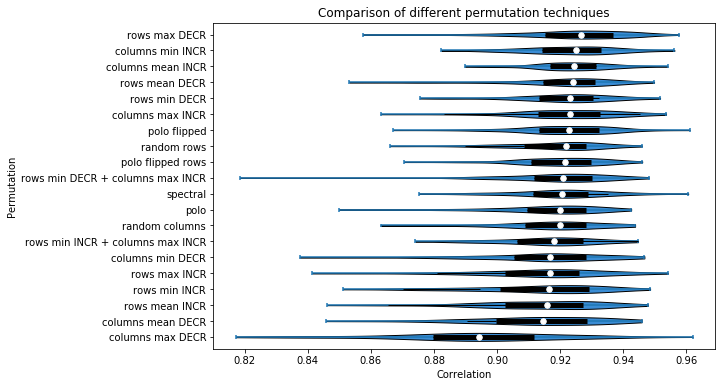 Comparison of different permutation techniques
Permutation
rows max DECR
columns min INCR
columns mean INCR
rows mean DECR
rows min DECR
columns max INCR
polo flipped
random rows
polo flipped rows
rows min DECR + columns max INCR
spectral
polo
random columns
rows min INCR + columns max INCR
columns min DECR
rows max INCR
rows min INCR
rows mean INCR
columns mean DECR
columns max DECR
0.82 0.84 0.86 0.88 0.90 0.92 0.94 0.96
Correlation